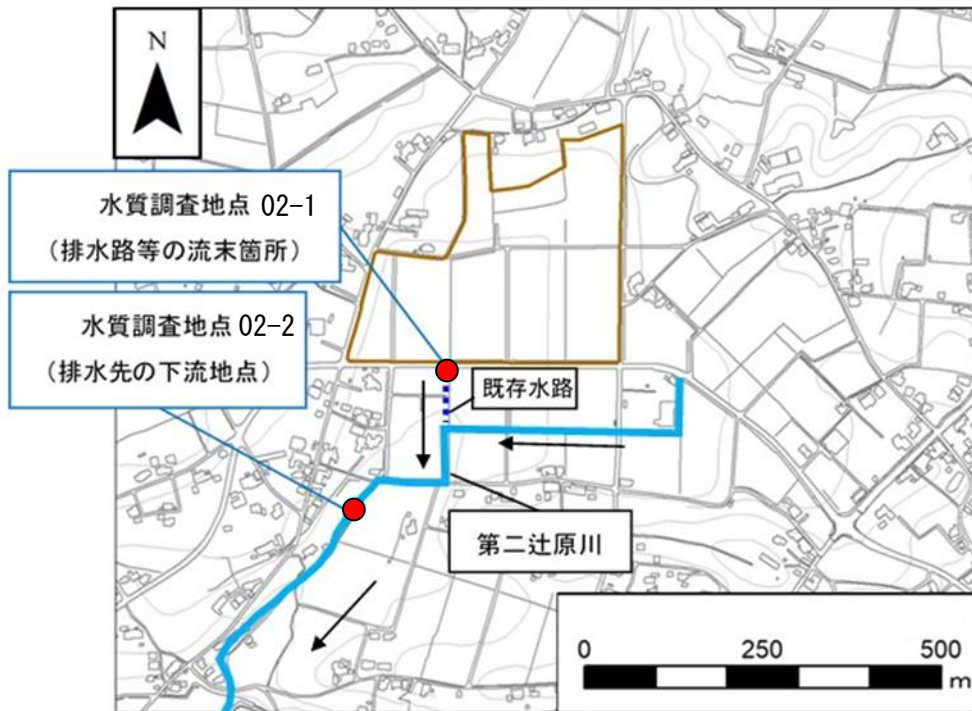 N
水質調査地点 02-1
（排水路等の流末箇所）
水質調査地点 02-2
（排水先の下流地点）
既存水路
第二辻原川
0 250 500
m